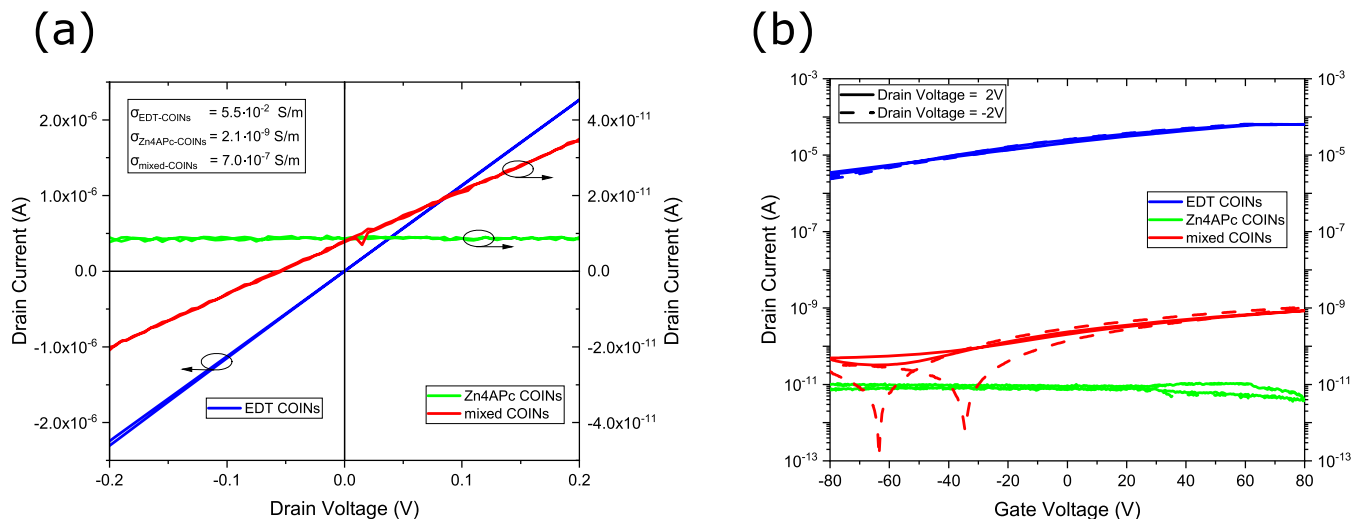 (a)
σEDT-COINs = 5.5·10-2 S/m
σZn4APc-COINs = 2.1·10-9 S/m
σmixed-COINs = 7.0·10-7 S/m
2.0x10-6
1.0x10-6
0.0
-1.0x10-6
-2.0x10-6
Drain Current (A)
4.0x10-11
2.0x10-11
0.0
-2.0x10-11
-4.0x10-11
Drain Current (A)
EDT COINs
Zn4APc COINs
mixed COINs
-0.2 -0.1 0.0 0.1 0.2
Drain Voltage (V)
(b)
Drain Voltage = 2V
Drain Voltage = -2V
10-3
10-5
10-7
10-9
10-11
10-13
Drain Current (A)
EDT COINs
Zn4APc COINs
mixed COINs
10-3
10-5
10-7
10-9
10-11
10-13
-80 -60 -40 -20 0 20 40 60 80
Gate Voltage (V)